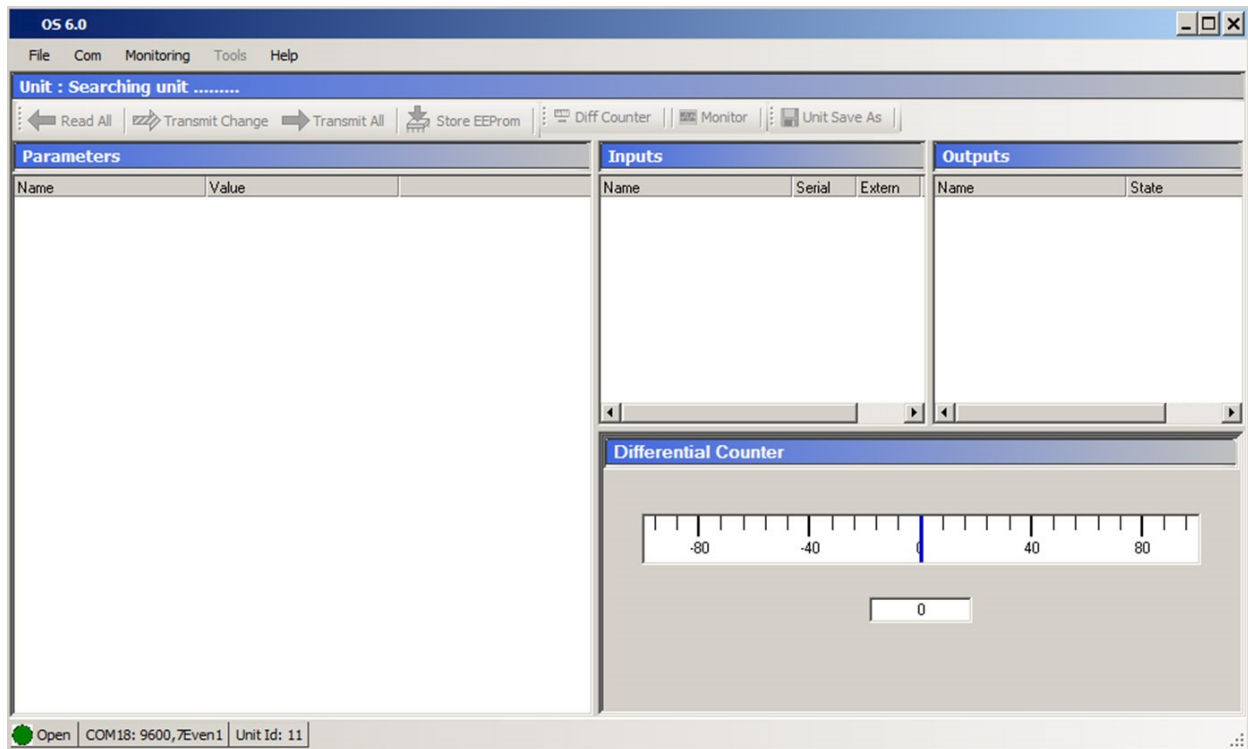 OS 6.0
File Com Monitoring Tools Help
Unit : Searching unit .........
Read All Transmit Change Transmit All Store EEProm Diff Counter Monitor Unit Save As
Parameters Inputs Outputs
Name Value Name Serial Extern Name State
Differential Counter
-80 -40 0 40 80
0
Open COM18: 9600,7Even1 Unit Id: 11